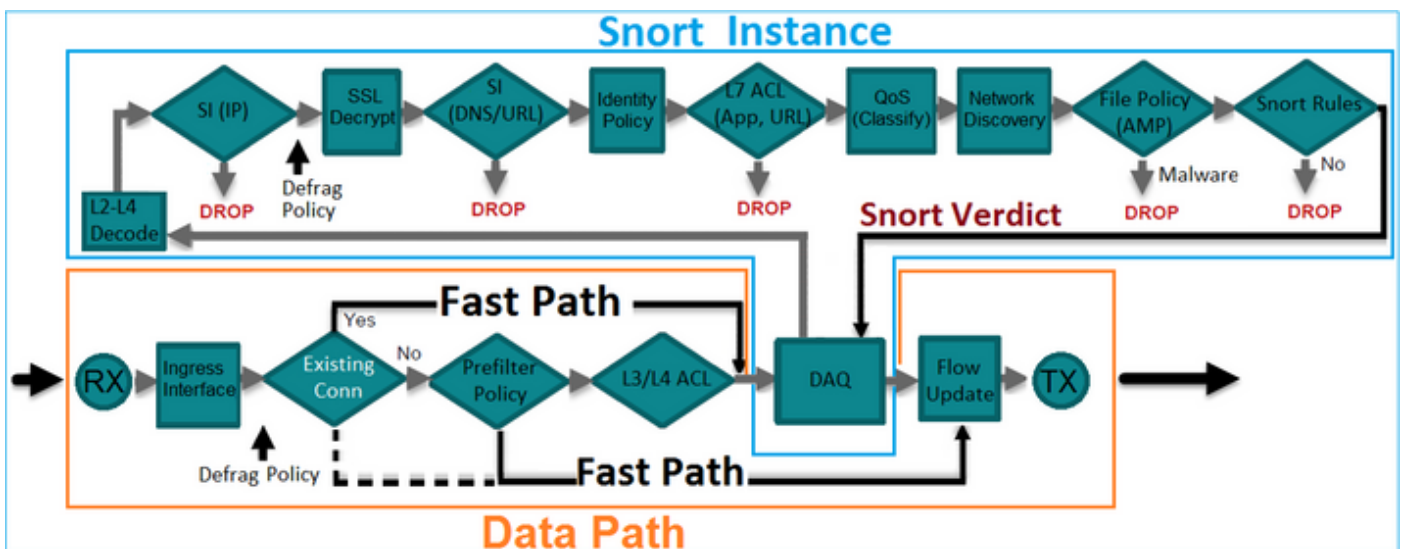 Snort Instance
SI (IP)
SSL
Decrypt
SI
(DNS/URL)
Identity
Policy
L7 ACL
(App, URL)
QoS
(Classify)
Network
Discovery
File Policy
(AMP)
Snort Rules
L2-L4
Decode
DROP
Defrag
Policy
DROP
DROP
Malware
DROP
No
DROP
Snort Verdict
Fast Path
Yes
RX
Ingress
Interface
Existing
Conn
No
Prefilter
Policy
L3/L4 ACL
DAQ
Flow
Update
TX
Defrag Policy
Fast Path
Data Path